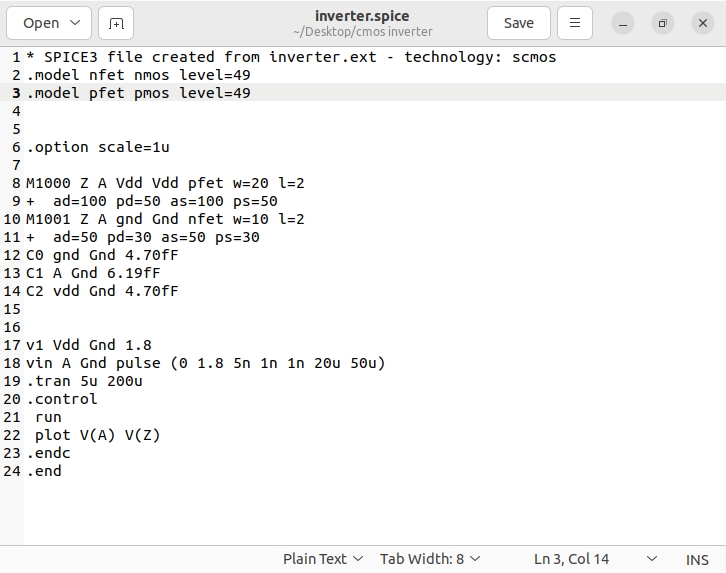 Open
inverter.spice
~/Desktop/cmos inverter
Save
1 * SPICE3 file created from inverter.ext - technology: scmos
2 .model nfet nmos level=49
3 .model pfet pmos level=49
4
5
6 .option scale=1u
7
8 M1000 Z A Vdd Vdd pfet w=20 l=2
9 +  ad=100 pd=50 as=100 ps=50
10 M1001 Z A gnd Gnd nfet w=10 l=2
11 +  ad=50 pd=30 as=50 ps=30
12 C0 gnd Gnd 4.70fF
13 C1 A Gnd 6.19fF
14 C2 vdd Gnd 4.70fF
15
16
17 v1 Vdd Gnd 1.8
18 vin A Gnd pulse (0 1.8 5n 1n 1n 20u 50u)
19 .tran 5u 200u
20 .control
21  run
22  plot V(A) V(Z)
23 .endc
24 .end
Plain Text Tab Width: 8 Ln 3, Col 14 INS